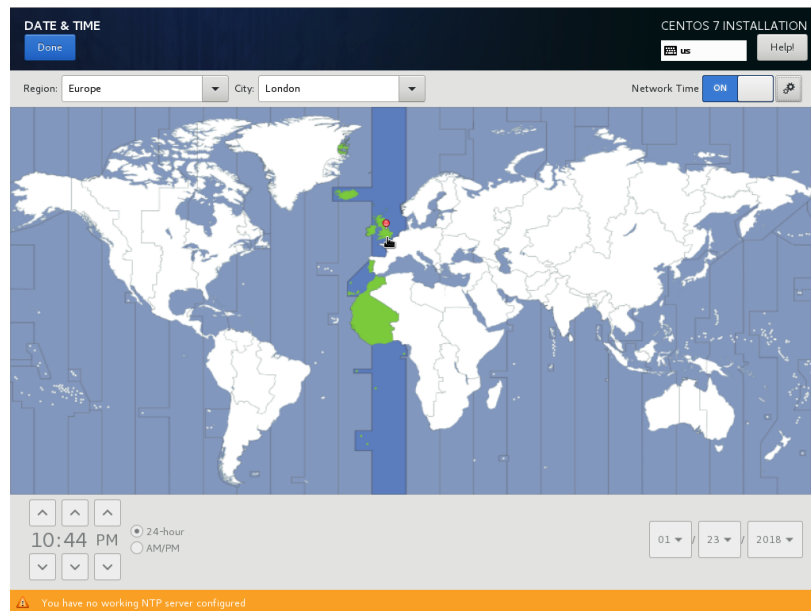 DATE & TIME
CENTOS 7 INSTALLATION
Done
us
Help!
Region: Europe City: London Network Time ON
10:44 PM
24-hour
AM/PM
01 / 23 / 2018
You have no working NTP server configured